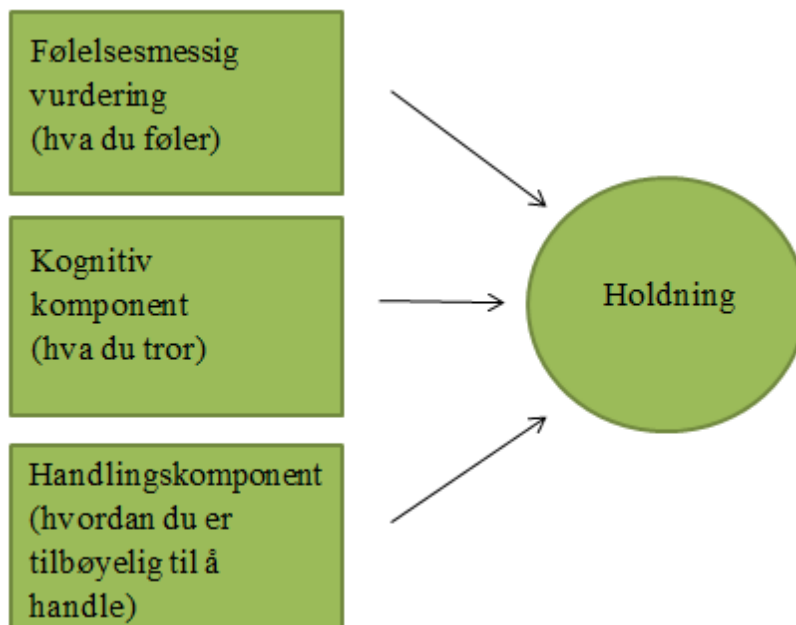 Følelsesmessig
vurdering
(hva du føler)
Kognitiv
komponent
(hva du tror)
Holdning
Handlingskomponent
(hvordan du er
tilbøyelig til å
handle)